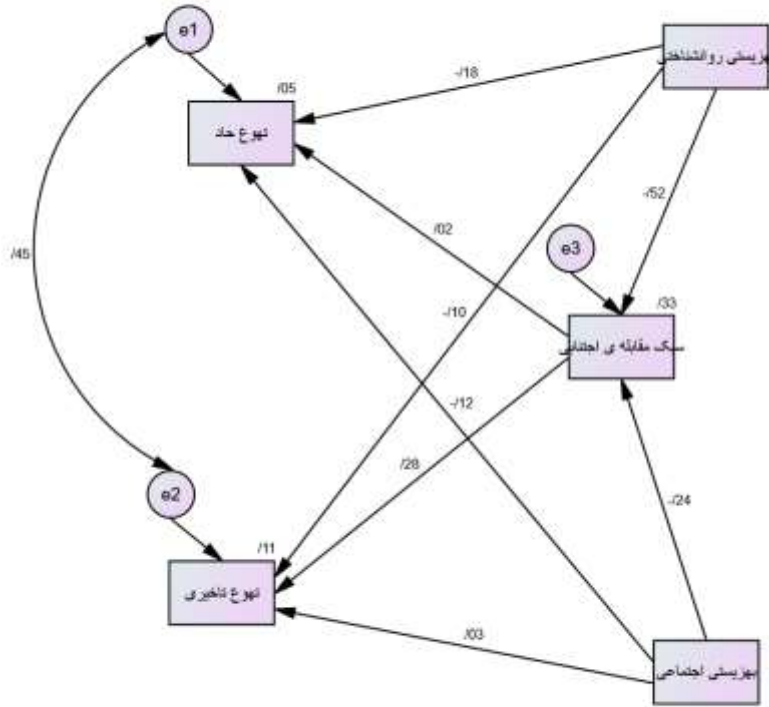 e1
/05
تهوع حاد
بهزیستی روانشناختی
-/18
-/52
/02
e3
/33
سبک مقابله ی اجتنابی
/45
-/10
-/12
/28
-/24
e2
/11
تهوع تاخیری
/03
بهزیستی اجتماعی